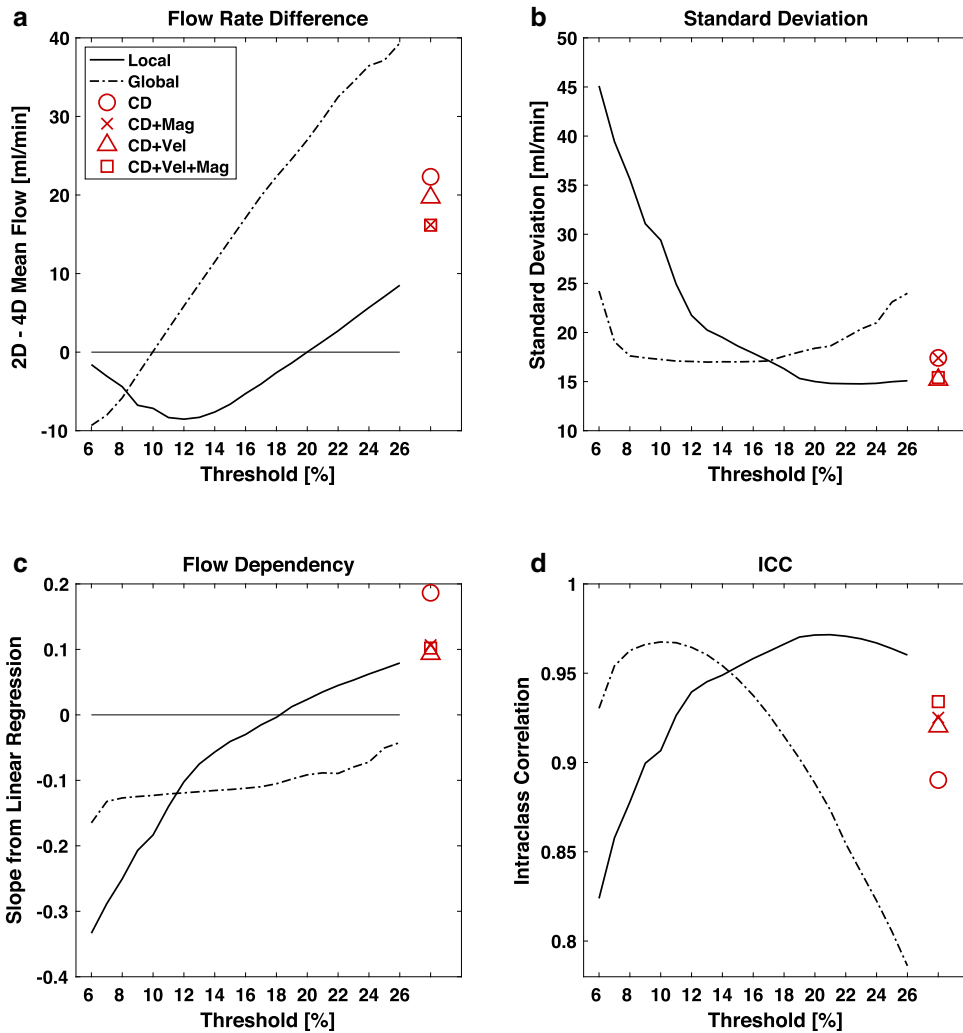 a Flow Rate Difference
40
30
20
10
0
-10
2D - 4D Mean Flow [ml/min]
Local
Global
CD
CD+Mag
CD+Vel
CD+Vel+Mag
6 8 10 12 14 16 18 20 22 24 26
Threshold [%]
b Standard Deviation
50
45
40
35
30
25
20
15
10
Standard Deviation [ml/min]
6 8 10 12 14 16 18 20 22 24 26
Threshold [%]
c Flow Dependency
0.2
0.1
0
-0.1
-0.2
-0.3
-0.4
Slope from Linear Regression
6 8 10 12 14 16 18 20 22 24 26
Threshold [%]
d ICC
1
0.95
0.9
0.85
0.8
Intraclass Correlation
6 8 10 12 14 16 18 20 22 24 26
Threshold [%]